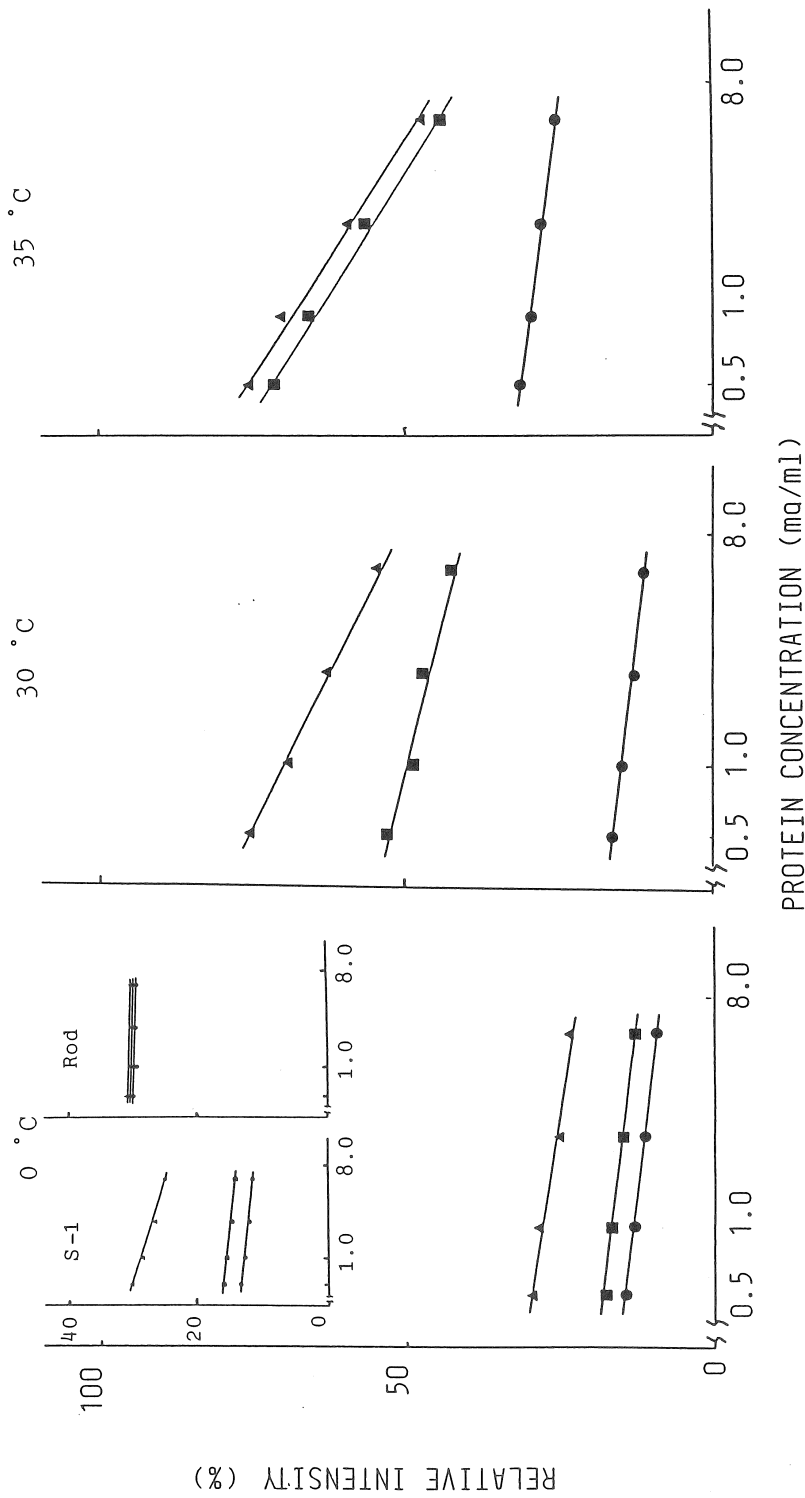 0 °C
30 °C
35 °C
S-1
Rod
40
20
0
1.0
8.0
1.0
8.0
100
50
0
0.5
1.0
8.0
0.5
1.0
8.0
0.5
1.0
8.0
RELATIVE INTENSITY (%)
PROTEIN CONCENTRATION (mg/ml)